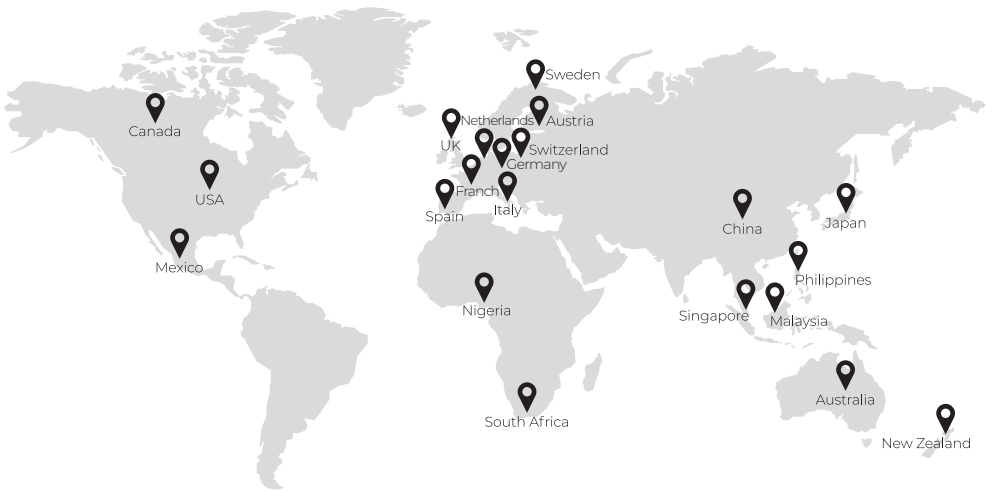 Sweden
Canada
Netherlands
Austria
UK
Switzerland
Germany
USA
Franch
Italy
Spain
China
Japan
Mexico
Philippines
Nigeria
Singapore
Malaysia
Australia
South Africa
New Zealand